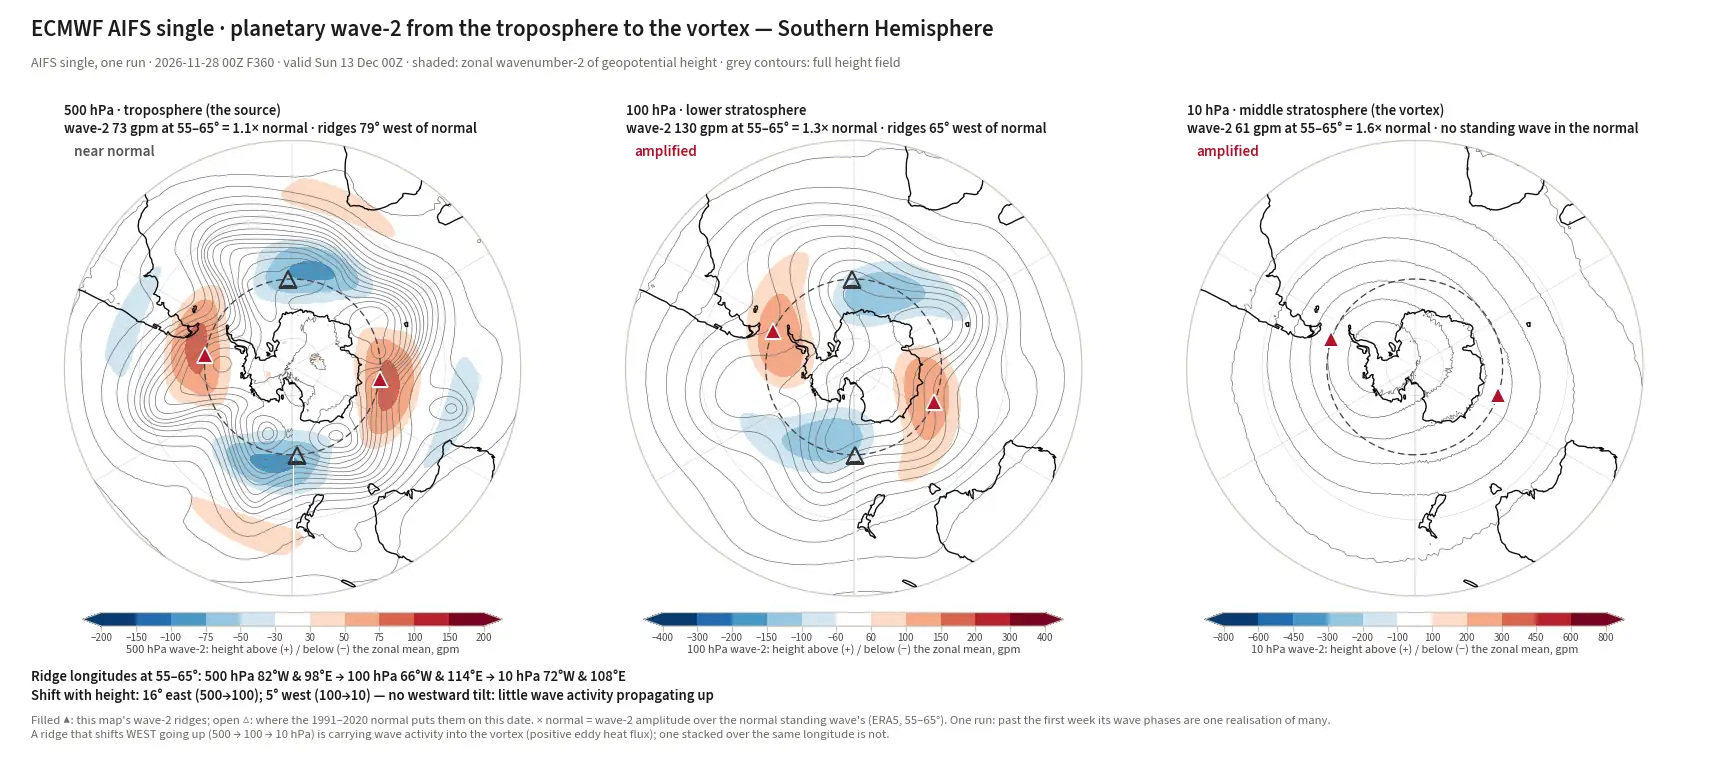 ECMWF AIFS single · planetary wave-2 from the troposphere to the vortex — Southern Hemisphere
AIFS single, one run · 2026-11-28 00Z F360 · valid Sun 13 Dec 00Z · shaded: zonal wavenumber-2 of geopotential height · grey contours: full height field
500 hPa · troposphere (the source)
wave-2 73 gpm at 55–65° = 1.1× normal · ridges 79° west of normal
near normal
100 hPa · lower stratosphere
wave-2 130 gpm at 55–65° = 1.3× normal · ridges 65° west of normal
amplified
10 hPa · middle stratosphere (the vortex)
wave-2 61 gpm at 55–65° = 1.6× normal · no standing wave in the normal
amplified
−200 −150 −100 −75 −50 −30 30 50 75 100 150 200
500 hPa wave-2: height above (+) / below (−) the zonal mean, gpm
−400 −300 −200 −150 −100 −60 60 100 150 200 300 400
100 hPa wave-2: height above (+) / below (−) the zonal mean, gpm
−800 −600 −450 −300 −200 −100 100 200 300 450 600 800
10 hPa wave-2: height above (+) / below (−) the zonal mean, gpm
Ridge longitudes at 55–65°: 500 hPa 82°W & 98°E → 100 hPa 66°W & 114°E → 10 hPa 72°W & 108°E
Shift with height: 16° east (500→100); 5° west (100→10) — no westward tilt: little wave activity propagating up
Filled ▲: this map's wave-2 ridges; open △: where the 1991–2020 normal puts them on this date. × normal = wave-2 amplitude over the normal standing wave's (ERA5, 55–65°). One run: past the first week its wave phases are one realisation of many.
A ridge that shifts WEST going up (500 → 100 → 10 hPa) is carrying wave activity into the vortex (positive eddy heat flux); one stacked over the same longitude is not.